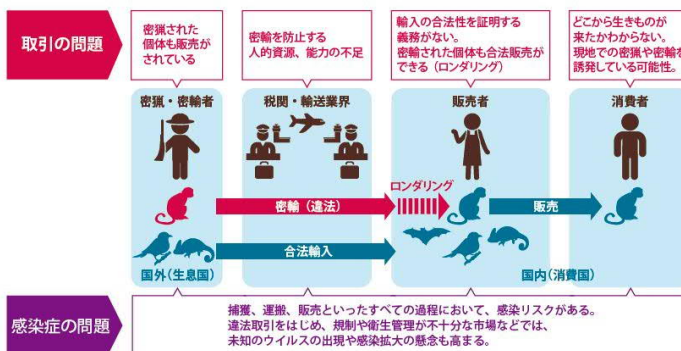 取引の問題
密猟された
個体も販売が
されている
密輸を防止する
人的資源、能力の不足
輸入の合法性を証明する
義務がない。
密輸された個体も合法販売が
できる（ロンダリング）
どこから生きものが
来たかわからない。
現地での密猟や密輸を
誘発している可能性。
密猟・密輸者
税関・輸送業界
販売者
消費者
密輸（違法）
ロンダリング
販売
合法輸入
国外（生息国）
国内（消費国）
感染症の問題
捕獲、運搬、販売といったすべての過程において、感染リスクがある。
違法取引をはじめ、規制や衛生管理が不十分な市場などでは、
未知のウイルスの出現や感染拡大の懸念も高まる。